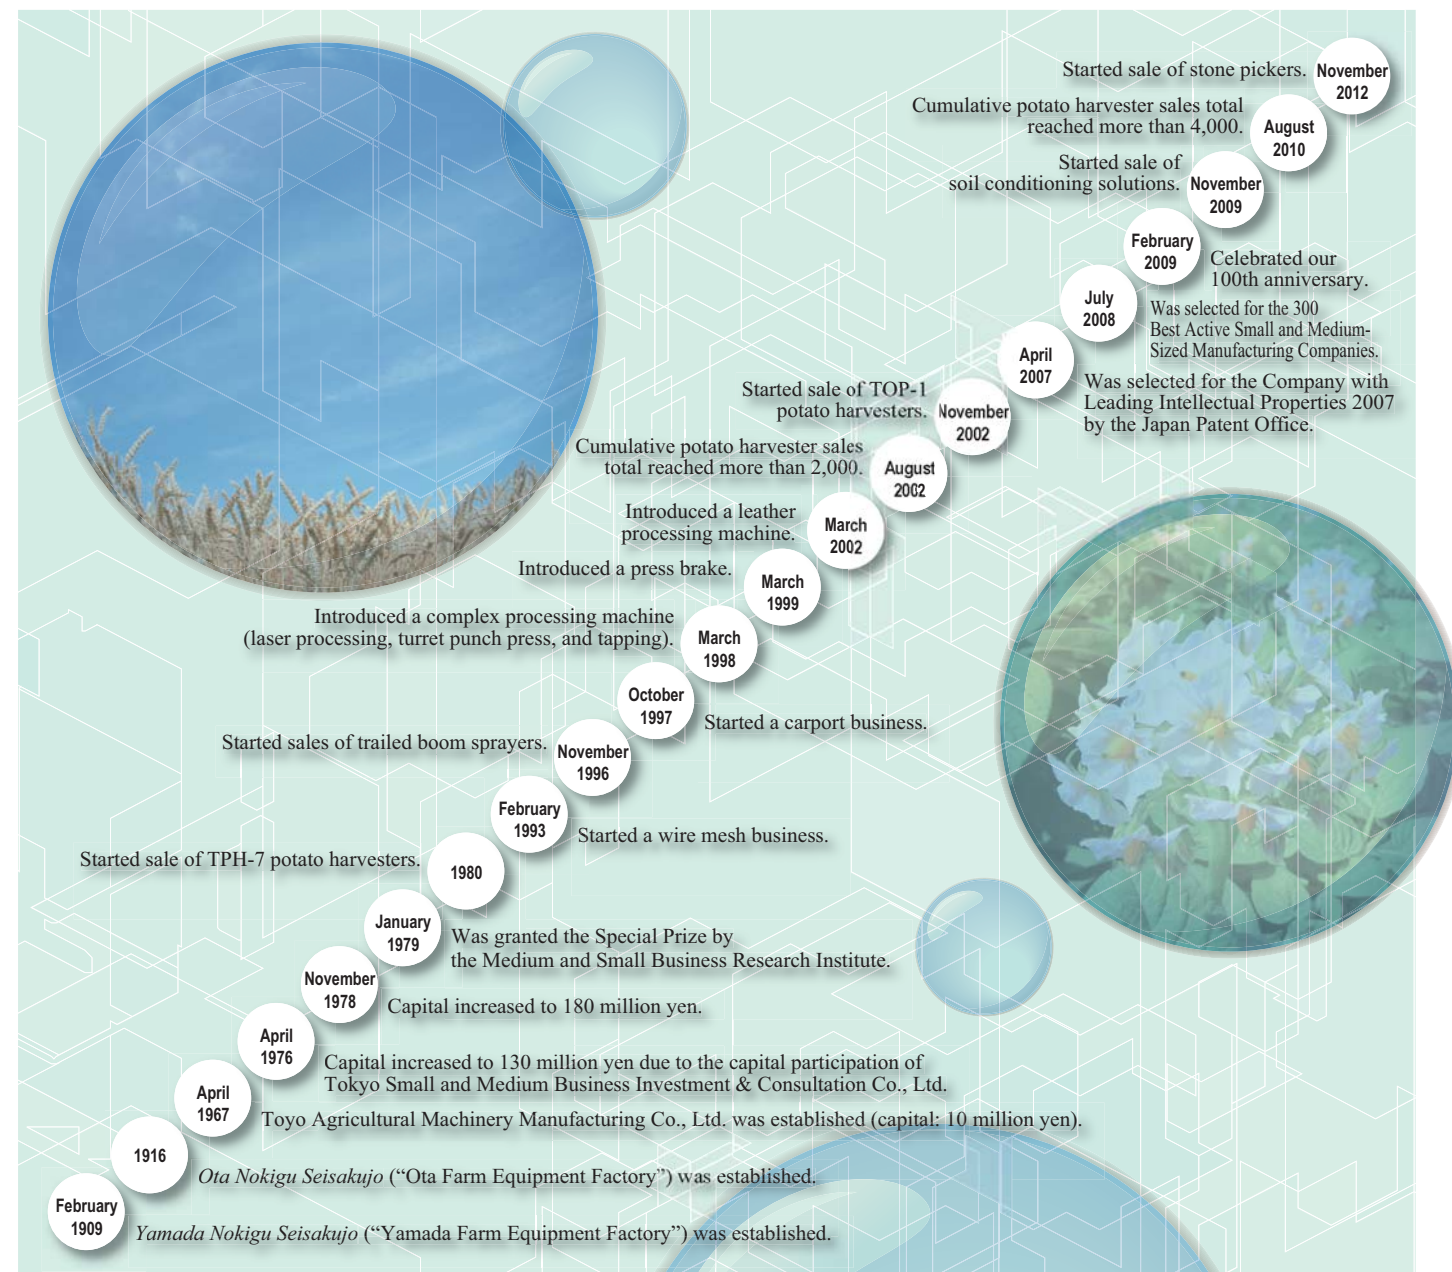 Started sale of stone pickers.
November
2012
Cumulative potato harvester sales total
reached more than 4,000.
August
2010
Started sale of
soil conditioning solutions.
November
2009
February
2009
Celebrated our
100th anniversary.
July
2008
Was selected for the 300
Best Active Small and Medium-
Sized Manufacturing Companies.
April
2007
Was selected for the Company with
Leading Intellectual Properties 2007
by the Japan Patent Office.
Started sale of TOP-1
potato harvesters.
November
2002
Cumulative potato harvester sales
total reached more than 2,000.
August
2002
Introduced a leather
processing machine.
March
2002
Introduced a press brake.
March
1999
Introduced a complex processing machine
(laser processing, turret punch press, and tapping).
March
1998
October
1997
Started a carport business.
Started sales of trailed boom sprayers.
November
1996
February
1993
Started a wire mesh business.
Started sale of TPH-7 potato harvesters.
1980
January
1979
Was granted the Special Prize by
the Medium and Small Business Research Institute.
November
1978
Capital increased to 180 million yen.
April
1976
Capital increased to 130 million yen due to the capital participation of
Tokyo Small and Medium Business Investment & Consultation Co., Ltd.
April
1967
Toyo Agricultural Machinery Manufacturing Co., Ltd. was established (capital: 10 million yen).
1916
Ota Nokigu Seisakujo (“Ota Farm Equipment Factory”) was established.
February
1909
Yamada Nokigu Seisakujo (“Yamada Farm Equipment Factory”) was established.